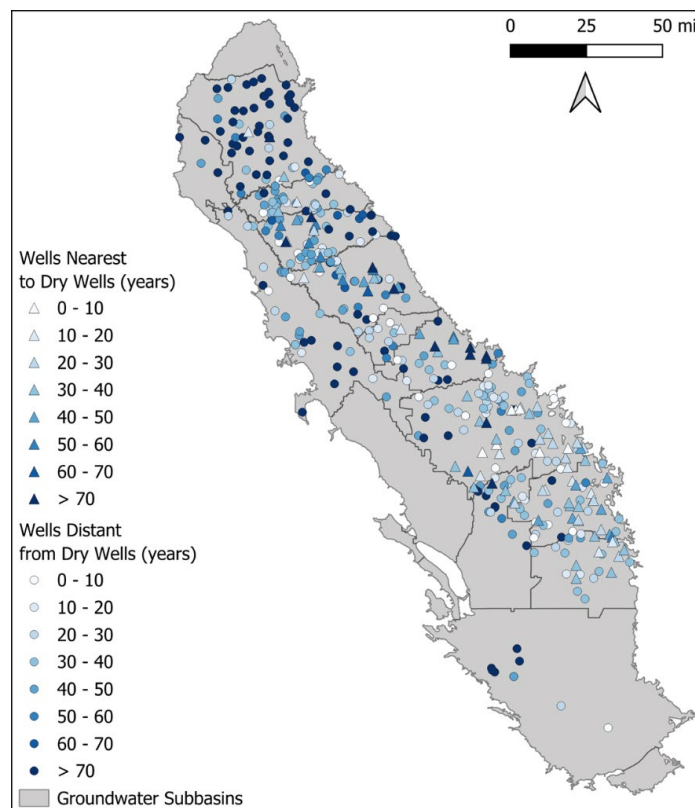 0 25 50 mi
Wells Nearest
to Dry Wells (years)
0 - 10
10 - 20
20 - 30
30 - 40
40 - 50
50 - 60
60 - 70
> 70
Wells Distant
from Dry Wells (years)
0 - 10
10 - 20
20 - 30
30 - 40
40 - 50
50 - 60
60 - 70
> 70
Groundwater Subbasins